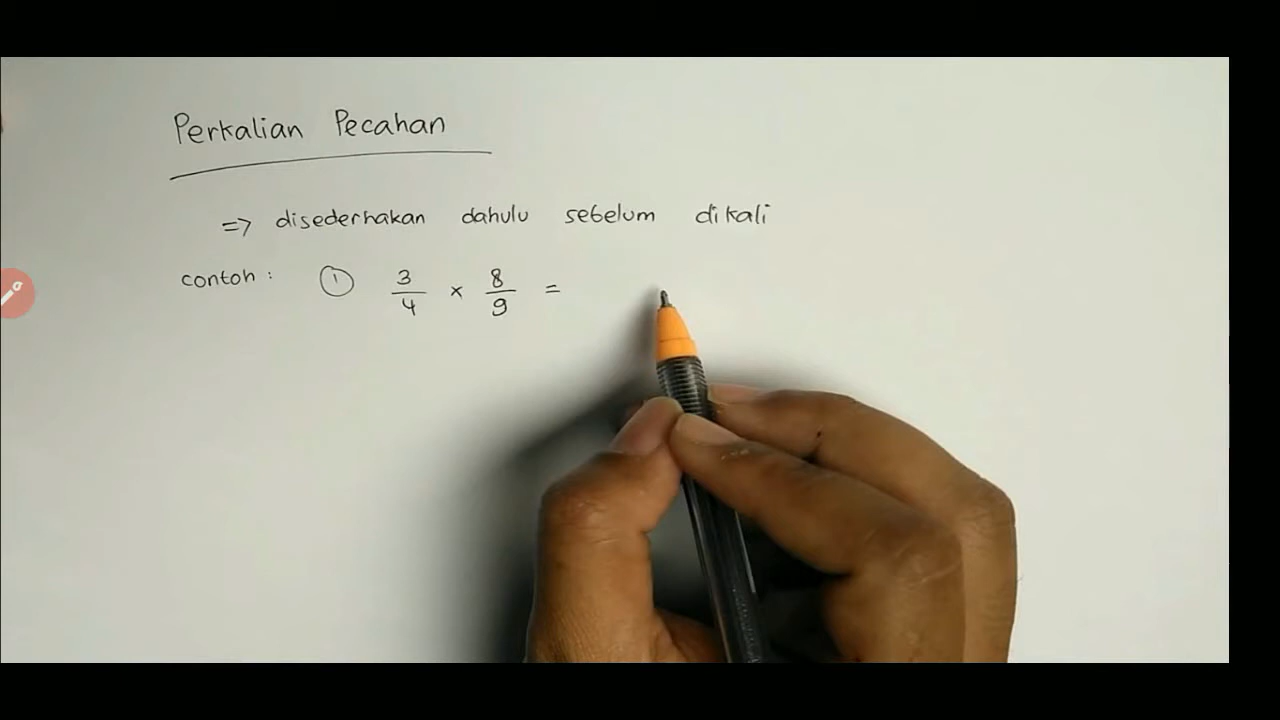 Perkalian Pecahan
=> disederhakan dahulu sebelum dikali
contoh : ① 3/4 × 8/9 =